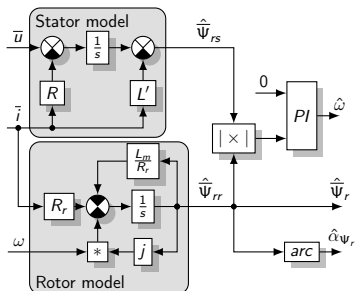 Stator model
u̅
1/s
Ψ̂̅_rs
R
L′
0
PI
ω̂
i̅
| × |
L_m/R_r
R_r
1/s
Ψ̂̅_rr
Ψ̂̅_r
ω
*
j
arc
α̂_Ψr
Rotor model